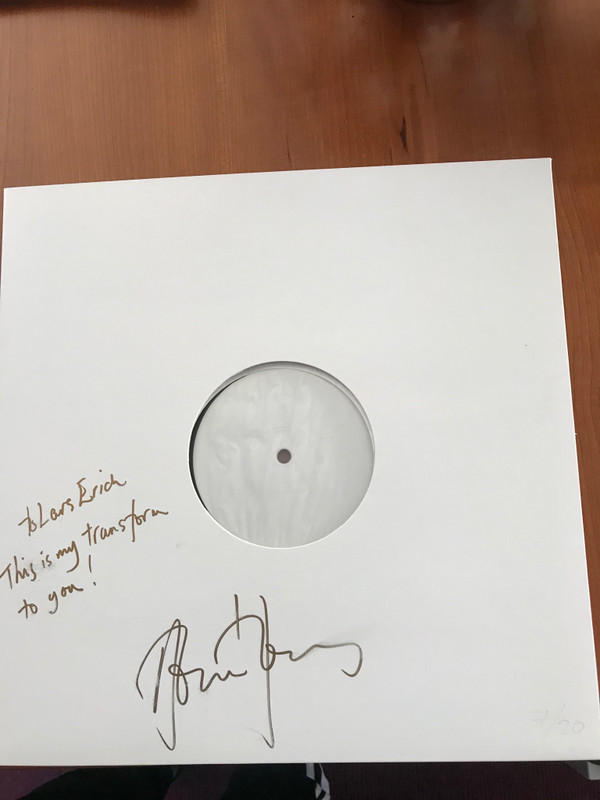 to Lars Erich
This is my transform
to you!
7/20